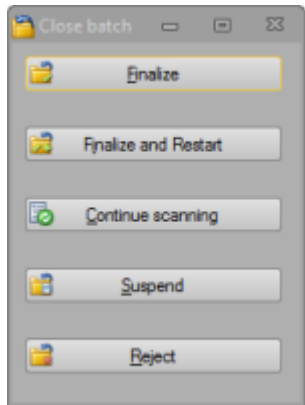 Close batch
Finalize
Finalize and Restart
Continue scanning
Suspend
Reject